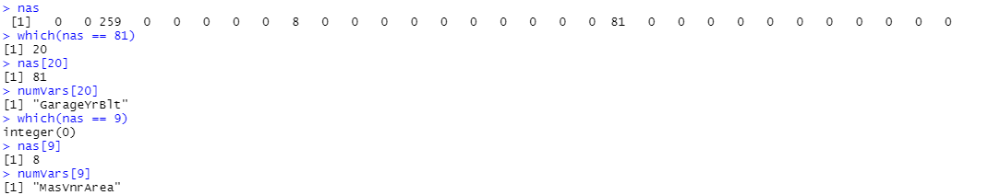 > nas
 [1]   0   0 259   0   0   0   0   0   8   0   0   0   0   0   0   0   0   0   0  81   0   0   0   0   0   0   0   0   0   0   0
> which(nas == 81)
[1] 20
> nas[20]
[1] 81
> numVars[20]
[1] "GarageYrBlt"
> which(nas == 9)
integer(0)
> nas[9]
[1] 8
> numVars[9]
[1] "MasVnrArea"